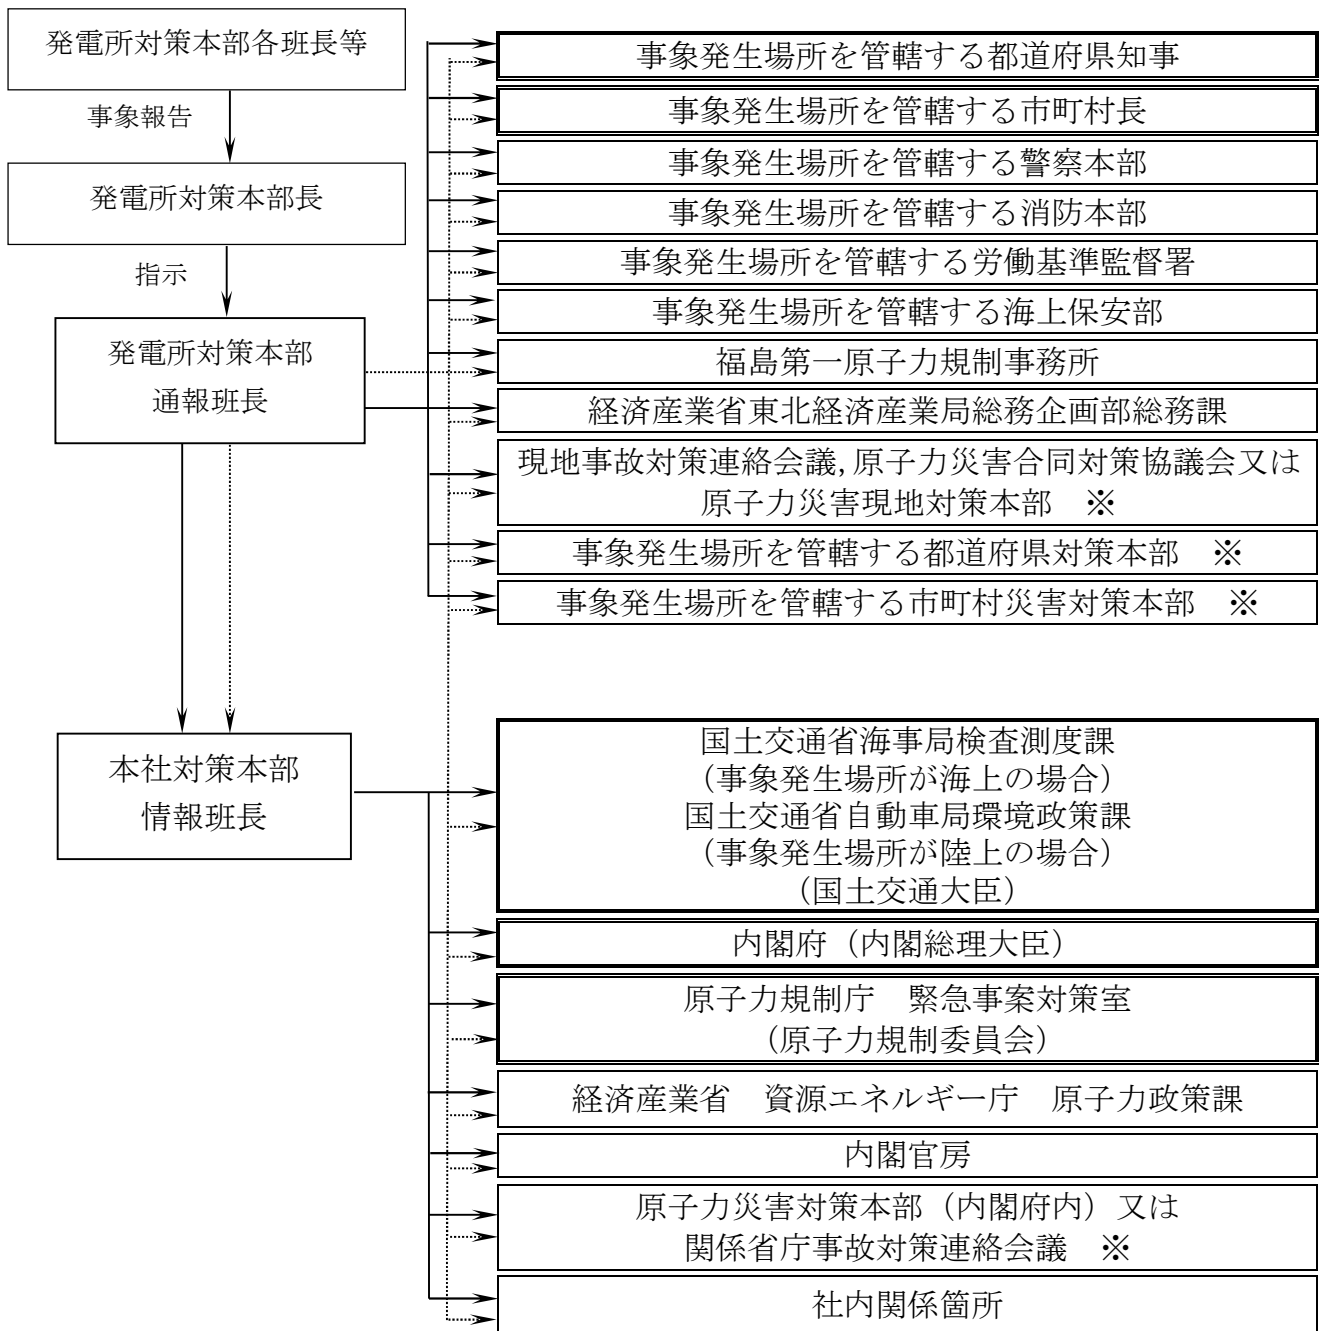 発電所対策本部各班長等
事象報告
発電所対策本部長
指示
発電所対策本部
通報班長
本社対策本部
情報班長
事象発生場所を管轄する都道府県知事
事象発生場所を管轄する市町村長
事象発生場所を管轄する警察本部
事象発生場所を管轄する消防本部
事象発生場所を管轄する労働基準監督署
事象発生場所を管轄する海上保安部
福島第一原子力規制事務所
経済産業省東北経済産業局総務企画部総務課
現地事故対策連絡会議,原子力災害合同対策協議会又は
原子力災害現地対策本部　※
事象発生場所を管轄する都道府県対策本部　※
事象発生場所を管轄する市町村災害対策本部　※
国土交通省海事局検査測度課
（事象発生場所が海上の場合）
国土交通省自動車局環境政策課
（事象発生場所が陸上の場合）
（国土交通大臣）
内閣府（内閣総理大臣）
原子力規制庁　緊急事案対策室
（原子力規制委員会）
経済産業省　資源エネルギー庁　原子力政策課
内閣官房
原子力災害対策本部（内閣府内）又は
関係省庁事故対策連絡会議　※
社内関係箇所